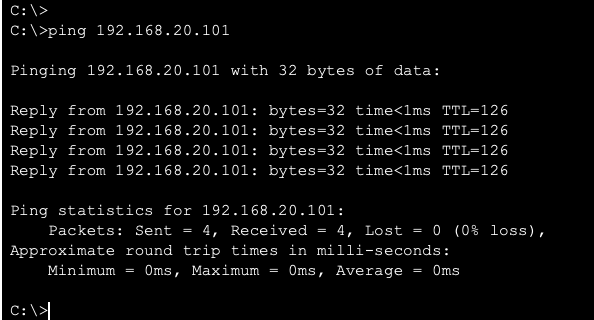 C:\>
C:\>ping 192.168.20.101
Pinging 192.168.20.101 with 32 bytes of data:
Reply from 192.168.20.101: bytes=32 time<1ms TTL=126
Reply from 192.168.20.101: bytes=32 time<1ms TTL=126
Reply from 192.168.20.101: bytes=32 time<1ms TTL=126
Reply from 192.168.20.101: bytes=32 time<1ms TTL=126
Ping statistics for 192.168.20.101:
Packets: Sent = 4, Received = 4, Lost = 0 (0% loss),
Approximate round trip times in milli-seconds:
Minimum = 0ms, Maximum = 0ms, Average = 0ms
C:\>